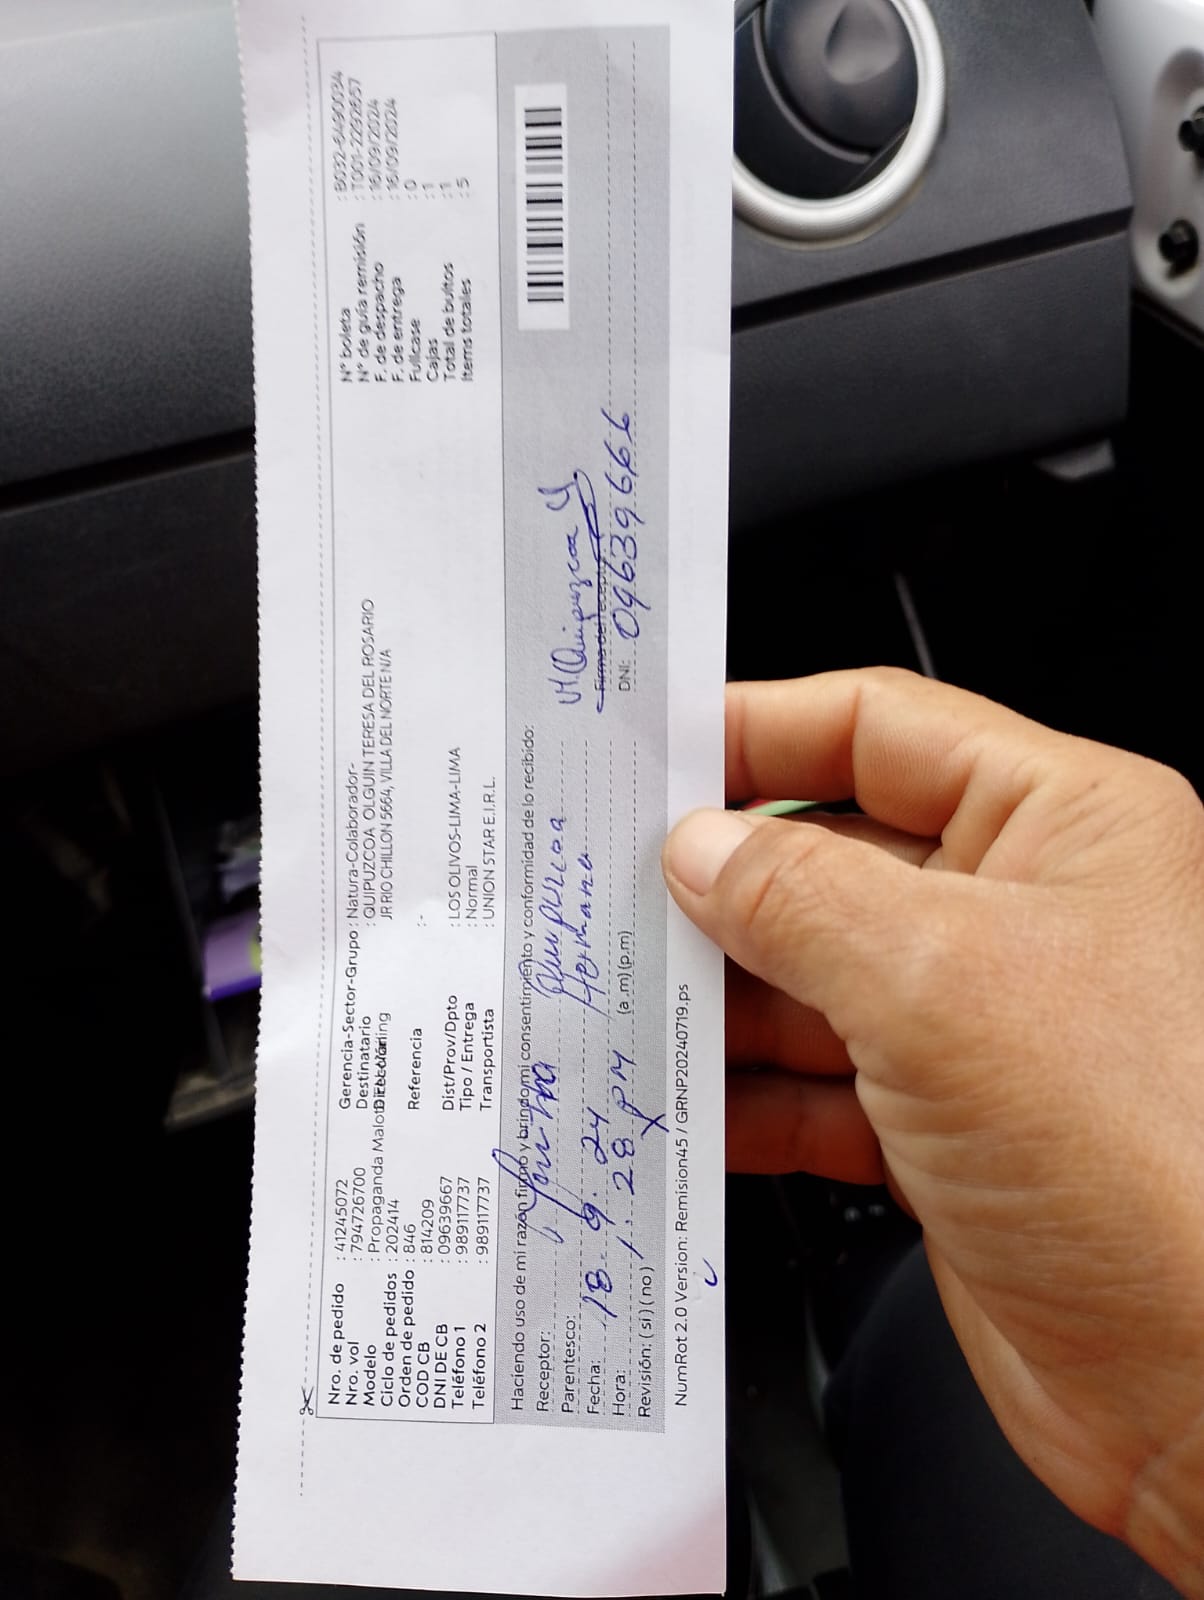 Nro. de pedido : 41245072
Nro. vol : 794726700
Modelo : Propaganda
Ciclo de pedidos : 202414
Orden de pedido : 846
COD CB : 814209
DNI DE CB : 09639667
Teléfono 1 : 989117737
Teléfono 2 : 989117737
Gerencia-Sector-Grupo : Natura-Colaborador-
Destinatario : QUIPUZCOA OLGUIN TERESA DEL ROSARIO
JR RIO CHILLON 5664, VILLA DEL NORTE N/A
Referencia :-
Dist/Prov/Dpto : LOS OLIVOS-LIMA-LIMA
Tipo / Entrega : Normal
Transportista : UNION STAR E.I.R.L.
N° boleta : B032-
N° de guía remisión : T001-
F. de despacho : 16/09/2024
F. de entrega : 16/09/2024
Fullcase : 0
Cajas : 1
Total de bultos : 1
Items totales : 5
Haciendo uso de mi razón firmo y brindo mi consentimiento y conformidad de lo recibido:
Receptor: Quipuzcoa
Parentesco: Hermana
Fecha: 18. 9. 24
Hora: 1:28 PM (a.m)(p.m)
Revisión: (si) (no)
M. Quipuzcoa Y
Firma del receptor
DNI: 09639666
NumRot 2.0 Version: Remision45 / GRNP20240719.ps